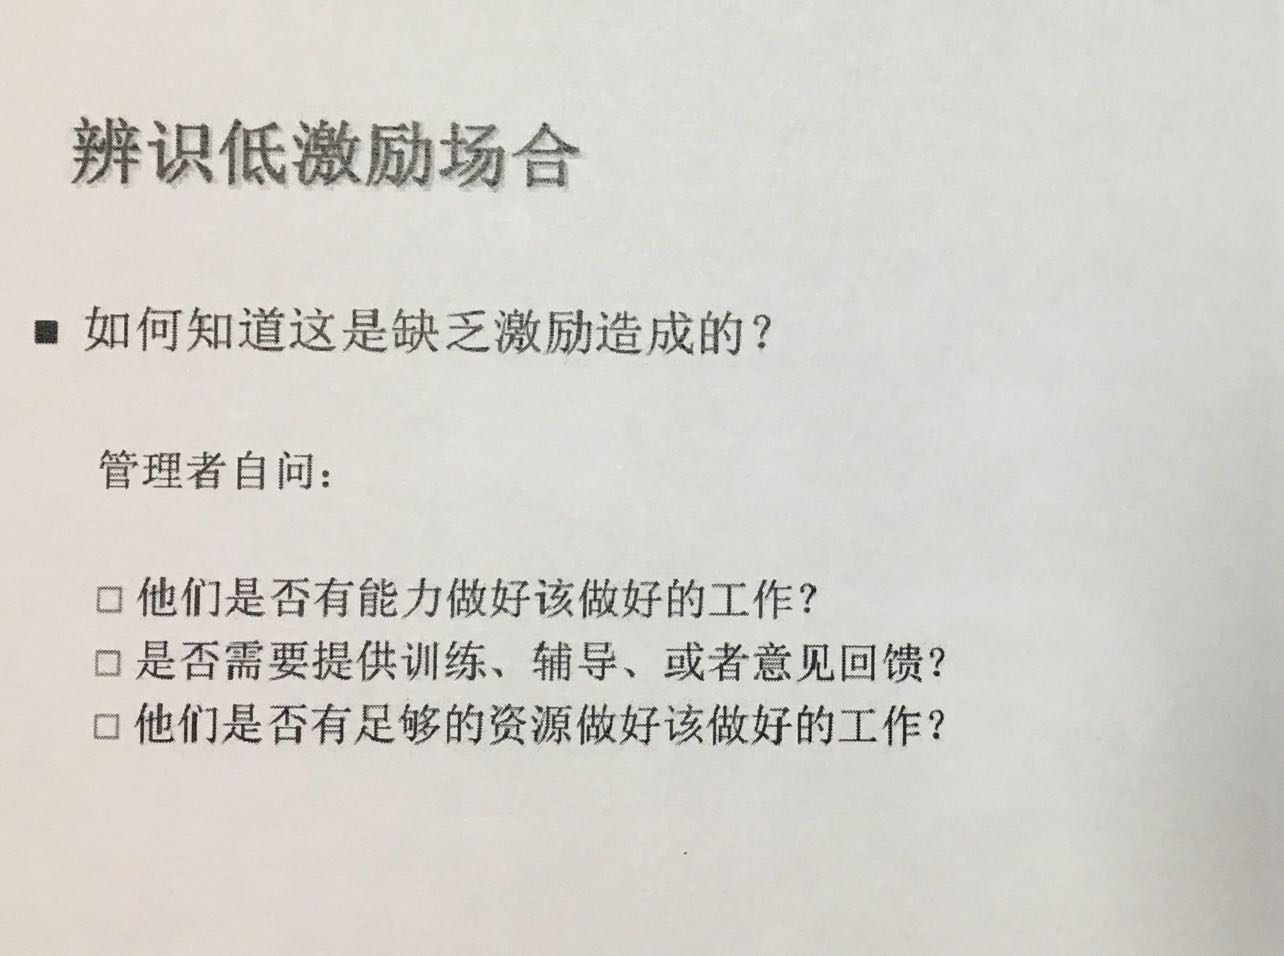 辨识低激励场合
■ 如何知道这是缺乏激励造成的？
管理者自问：
□ 他们是否有能力做好该做好的工作？
□ 是否需要提供训练、辅导、或者意见回馈？
□ 他们是否有足够的资源做好该做好的工作？